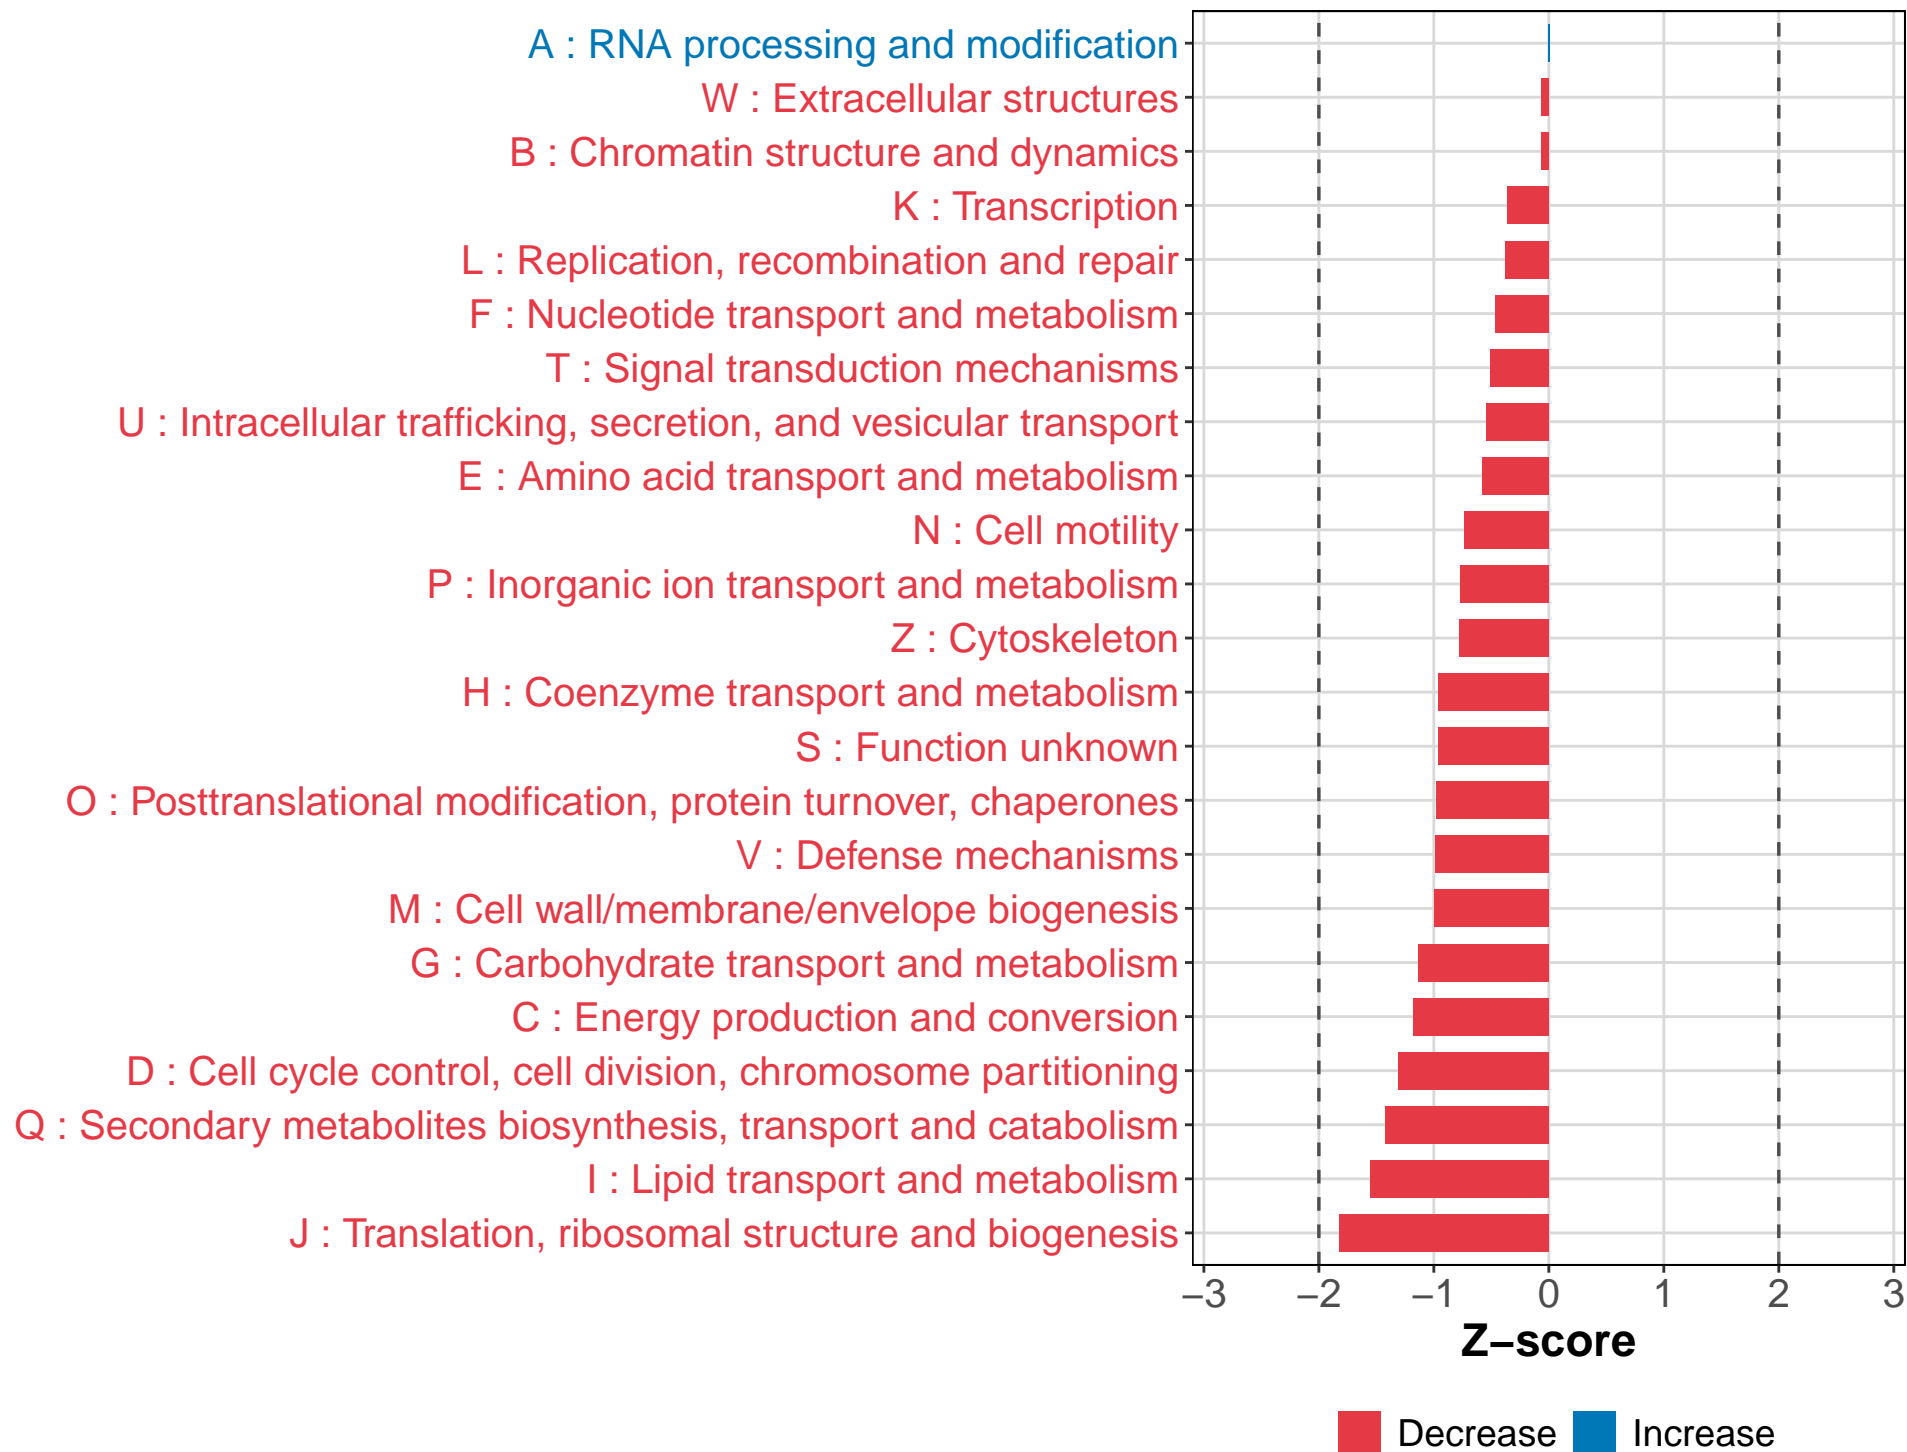 A : RNA processing and modification
W : Extracellular structures
B : Chromatin structure and dynamics
K : Transcription
L : Replication, recombination and repair
F : Nucleotide transport and metabolism
T : Signal transduction mechanisms
U : Intracellular trafficking, secretion, and vesicular transport
E : Amino acid transport and metabolism
N : Cell motility
P : Inorganic ion transport and metabolism
Z : Cytoskeleton
H : Coenzyme transport and metabolism
S : Function unknown
O : Posttranslational modification, protein turnover, chaperones
V : Defense mechanisms
M : Cell wall/membrane/envelope biogenesis
G : Carbohydrate transport and metabolism
C : Energy production and conversion
D : Cell cycle control, cell division, chromosome partitioning
Q : Secondary metabolites biosynthesis, transport and catabolism
I : Lipid transport and metabolism
J : Translation, ribosomal structure and biogenesis
−3 −2 −1 0 1 2 3
Z−score
Decrease Increase